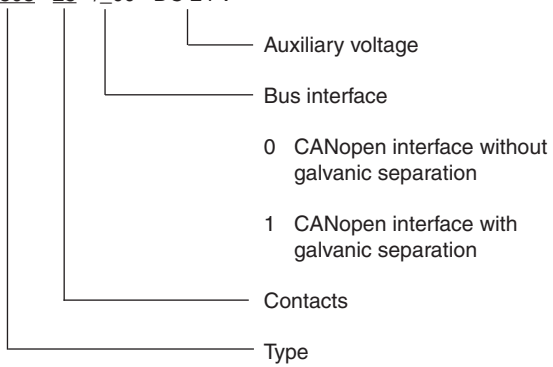 Auxiliary voltage
Bus interface
0 CANopen interface without
galvanic separation
1 CANopen interface with
galvanic separation
Contacts
Type